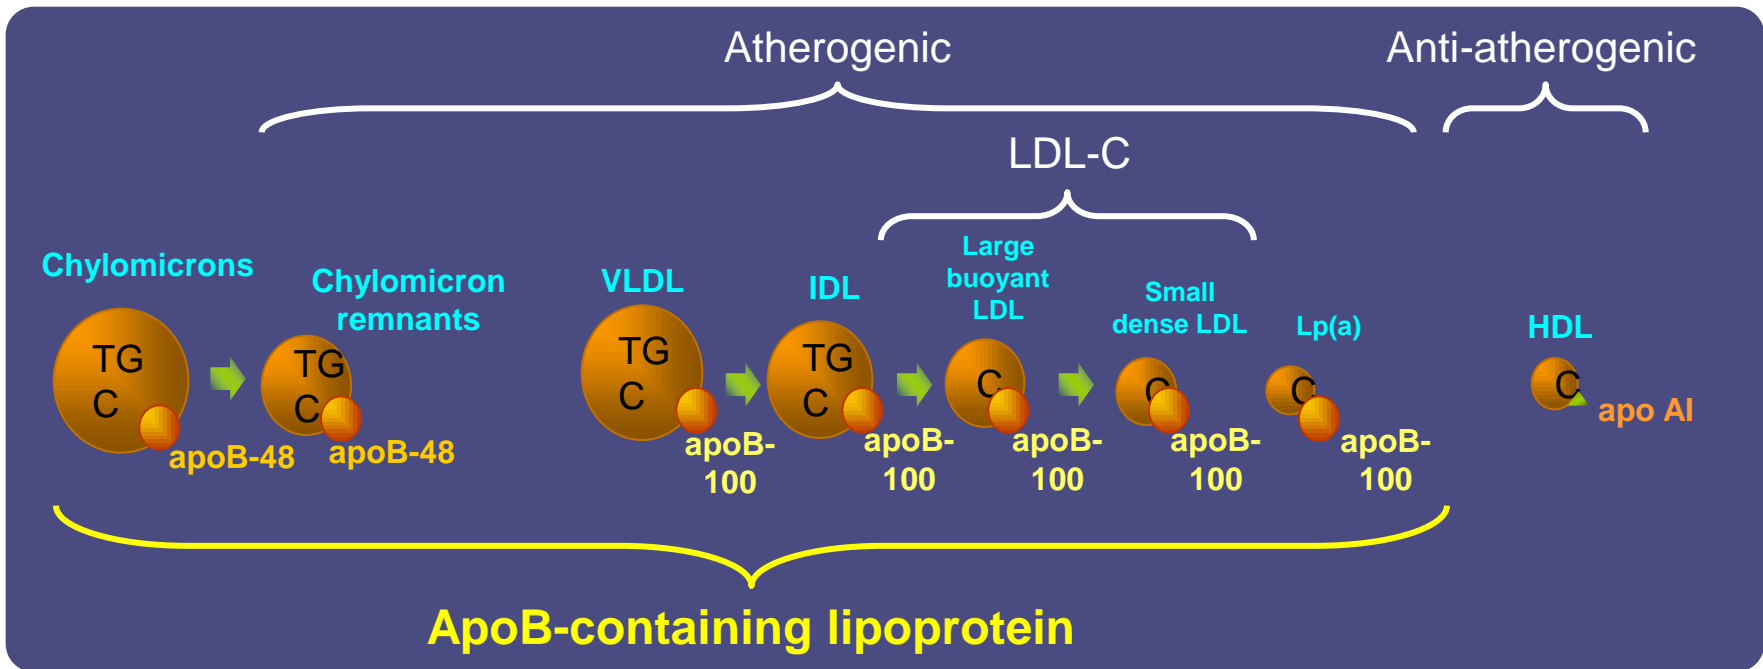 Atherogenic
Anti-atherogenic
LDL-C
Chylomicrons
Chylomicron
remnants
VLDL
IDL
Large
buoyant
LDL
Small
dense LDL
Lp(a)
HDL
TG
C
TG
C
TG
C
TG
C
C
C
C
C
apoB-48
apoB-48
apoB-
100
apoB-
100
apoB-
100
apoB-
100
apoB-
100
apo AI
ApoB-containing lipoprotein